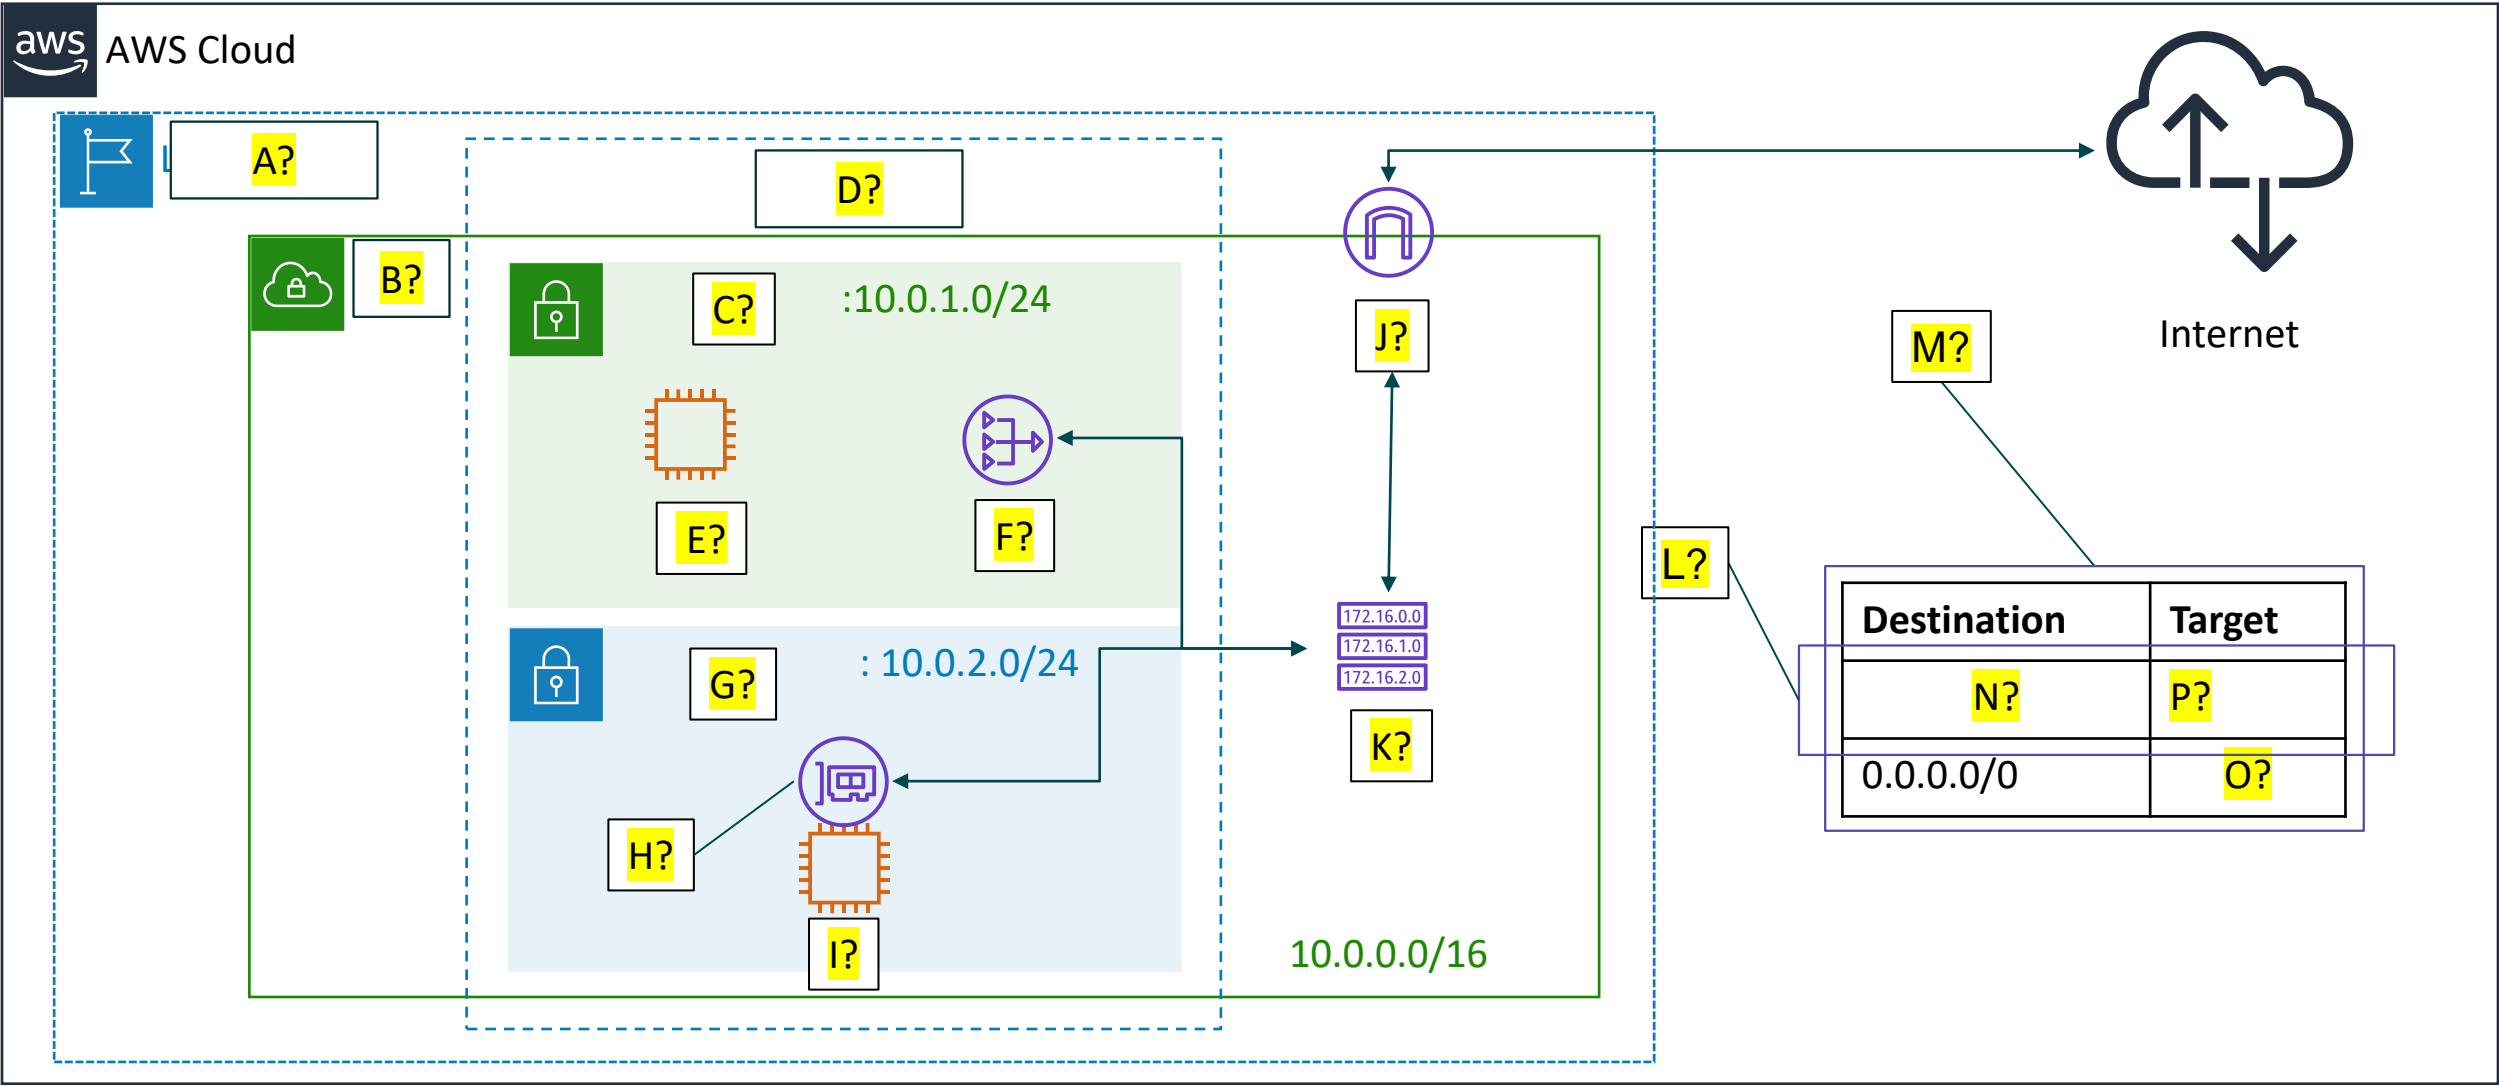 aws
AWS Cloud
A?
D?
B?
C?
:10.0.1.0/24
J?
Internet
M?
E?
F?
L?
172.16.0.0
172.16.1.0
172.16.2.0
K?
G?
: 10.0.2.0/24
H?
I?
10.0.0.0/16
Destination Target
N? P?
0.0.0.0/0 O?